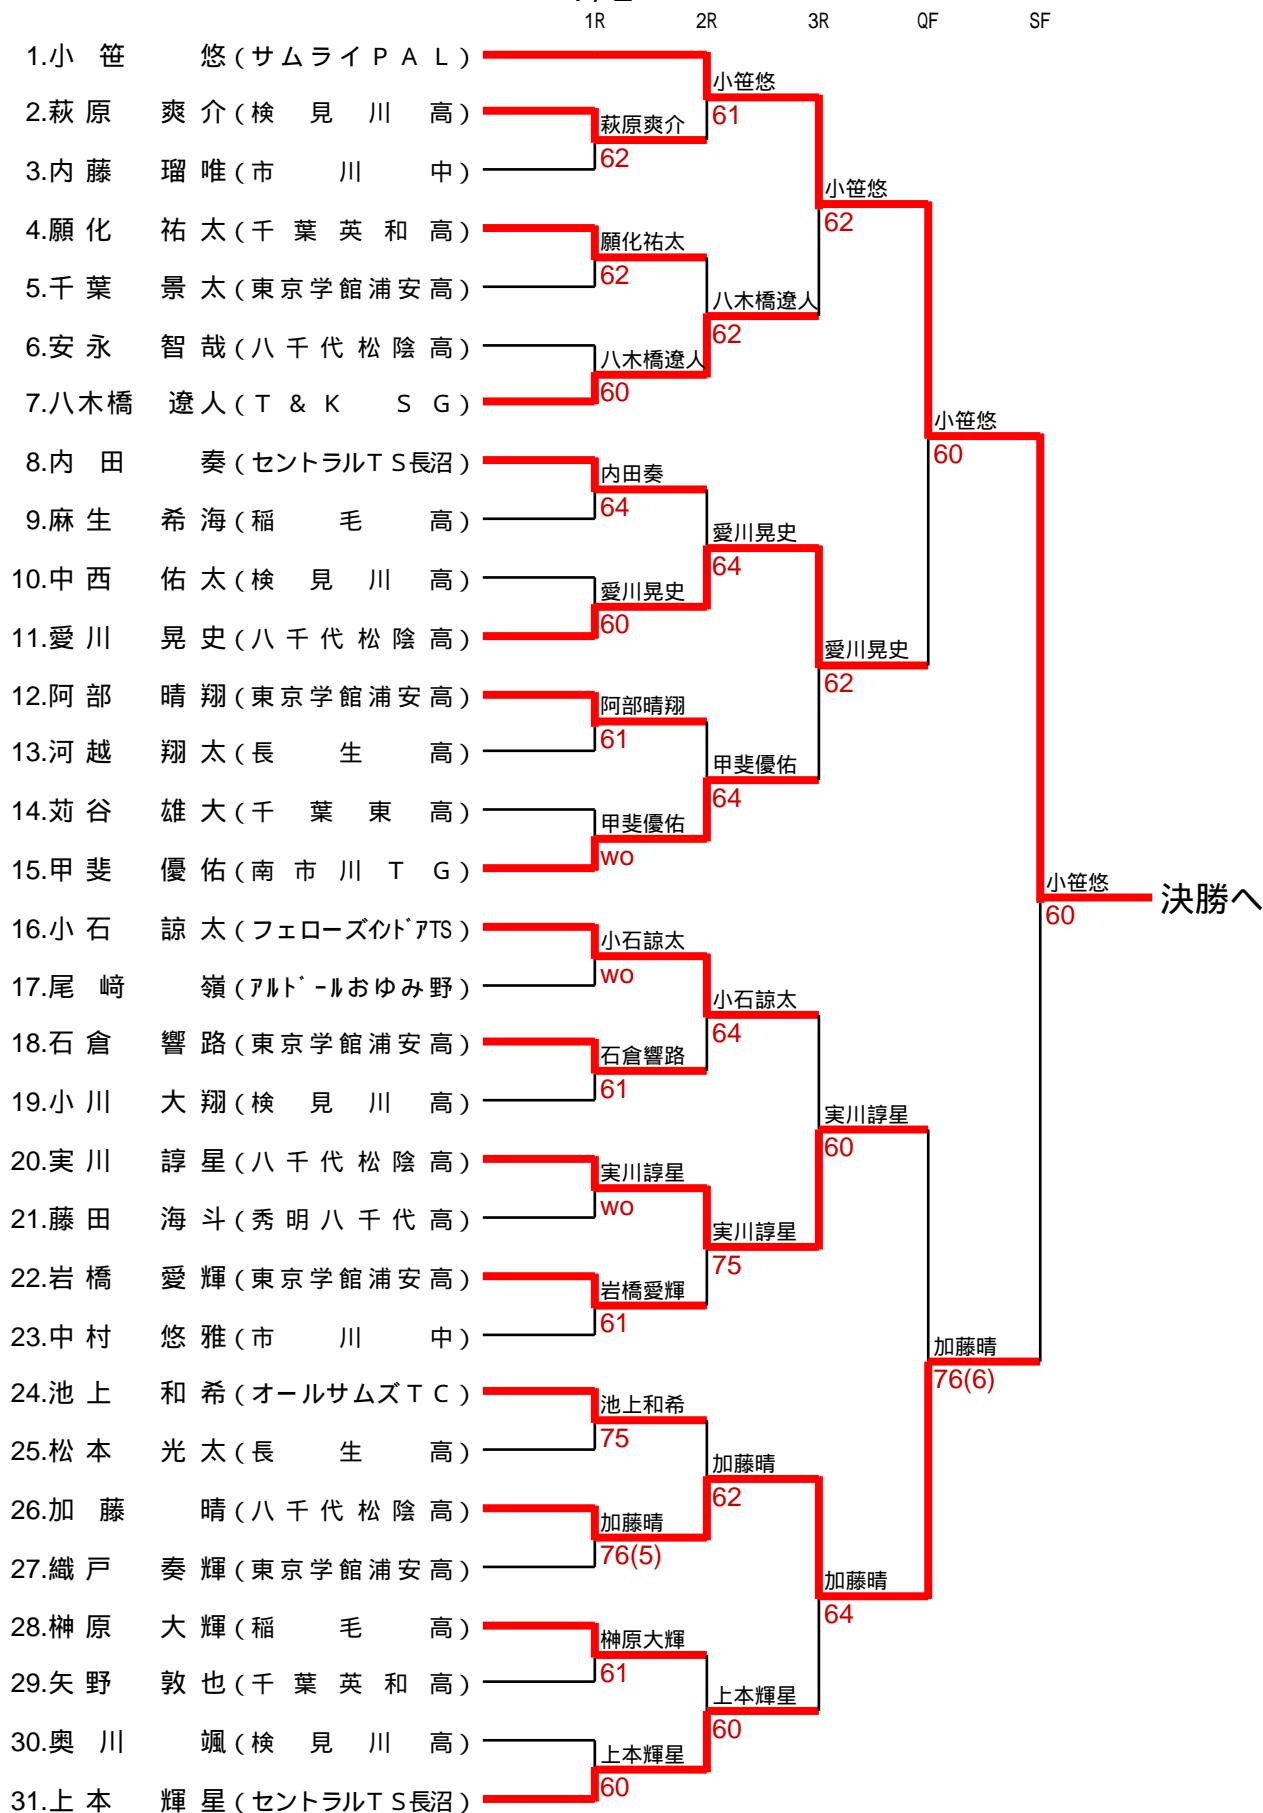 1R 2R 3R QF SF
1.小笹 悠(サムライPAL)
小笹悠
61
2.萩原 爽介(検見川高)
萩原爽介
62
3.内藤 瑠唯(市川中)
小笹悠
62
4.願化 祐太(千葉英和高)
願化祐太
62
5.千葉 景太(東京学館浦安高)
八木橋遼人
62
6.安永 智哉(八千代松陰高)
八木橋遼人
60
7.八木橋 遼人(T&K SG)
小笹悠
60
8.内田 奏(セントラルTS長沼)
内田奏
64
9.麻生 希海(稲毛高)
愛川晃史
64
10.中西 佑太(検見川高)
愛川晃史
60
11.愛川 晃史(八千代松陰高)
愛川晃史
62
12.阿部 晴翔(東京学館浦安高)
阿部晴翔
61
13.河越 翔太(長生高)
甲斐優佑
64
14.苅谷 雄大(千葉東高)
甲斐優佑
wo
15.甲斐 優佑(南市川TG)
小笹悠
60
決勝へ
16.小石 諒太(フェローズインドアTS)
小石諒太
wo
17.尾﨑 嶺(アルドールおゆみ野)
小石諒太
64
18.石倉 響路(東京学館浦安高)
石倉響路
61
19.小川 大翔(検見川高)
実川諄星
60
20.実川 諄星(八千代松陰高)
実川諄星
wo
21.藤田 海斗(秀明八千代高)
実川諄星
75
22.岩橋 愛輝(東京学館浦安高)
岩橋愛輝
61
23.中村 悠雅(市川中)
加藤晴
76(6)
24.池上 和希(オールサムズTC)
池上和希
75
25.松本 光太(長生高)
加藤晴
62
26.加藤 晴(八千代松陰高)
加藤晴
76(5)
27.織戸 奏輝(東京学館浦安高)
加藤晴
64
28.榊原 大輝(稲毛高)
榊原大輝
61
29.矢野 敦也(千葉英和高)
上本輝星
60
30.奥川 颯(検見川高)
上本輝星
60
31.上本 輝星(セントラルTS長沼)